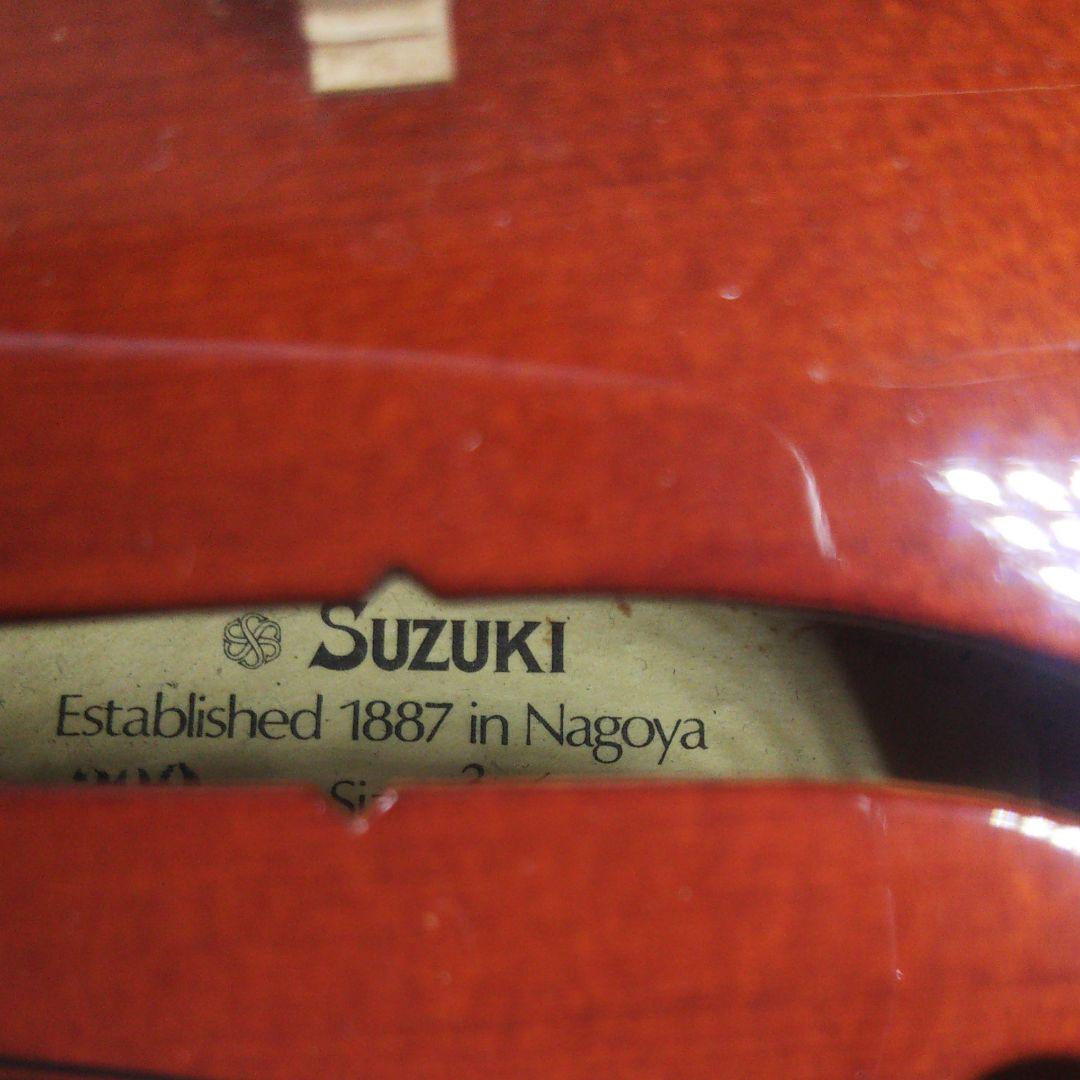 SUZUKI
Established 1887 in Nagoya